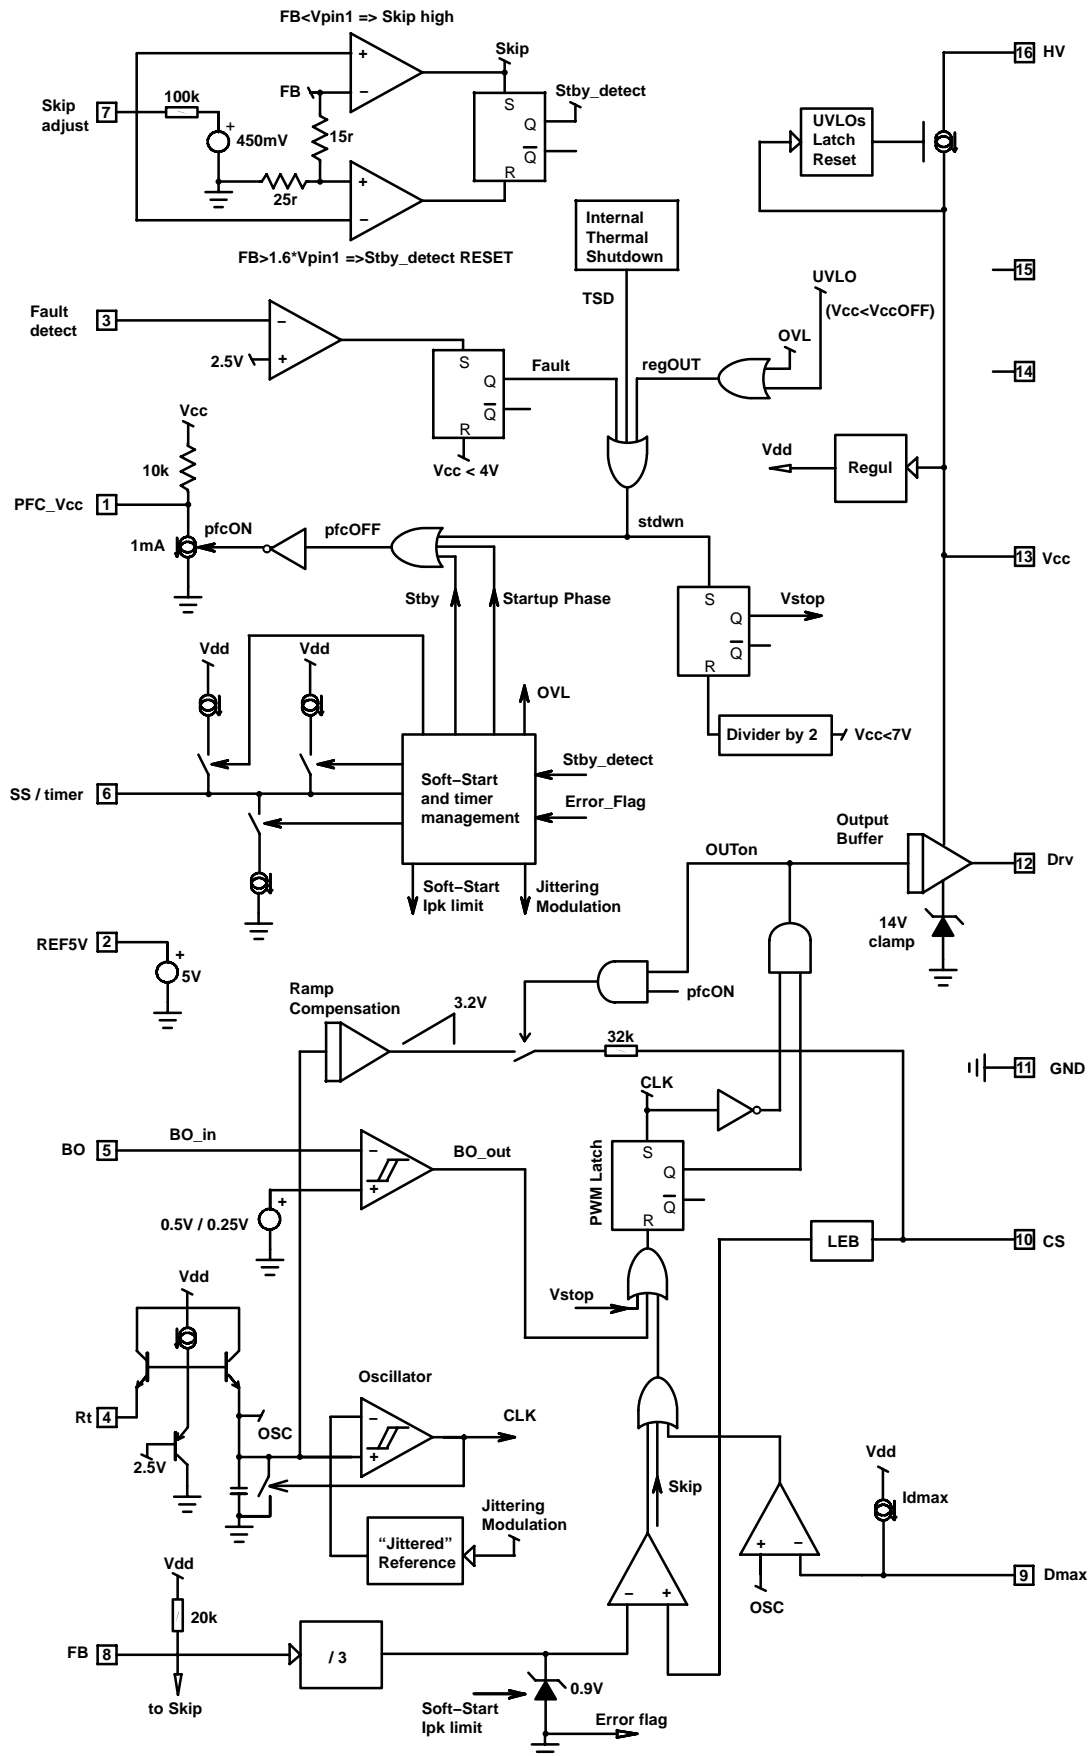 FB<Vpin1 => Skip high
Skip
16 HV
Stby_detect
Skip
adjust
7
100k
+
450mV
FB
+
−
15r
25r
+
−
S
Q
Q
R
UVLOs
Latch
Reset
FB>1.6*Vpin1 =>Stby_detect RESET
Internal
Thermal
Shutdown
TSD
15
UVLO
(Vcc<VccOFF)
OVL
Fault
detect
3
−
+
2.5V
S
Q
Q
R
Fault
regOUT
14
Vcc < 4V
Vcc
10k
PFC_Vcc
1
1mA
pfcON
pfcOFF
stdwn
Vdd
Regul
13 Vcc
Stby
Startup Phase
S
Q
Q
R
Vstop
Vdd
Vdd
OVL
Divider by 2
Vcc<7V
SS / timer
6
Soft−Start
and timer
management
Stby_detect
Error_Flag
Soft−Start
Ipk limit
Jittering
Modulation
OUTon
Output
Buffer
12 Drv
14V
clamp
REF5V
2
+
5V
Ramp
Compensation
3.2V
pfcON
32k
11 GND
CLK
BO
5
BO_in
−
+
BO_out
+
0.5V / 0.25V
PWM Latch
S
Q
Q
R
LEB
10 CS
Vstop
Vdd
Rt
4
2.5V
OSC
Oscillator
−
+
CLK
“Jittered”
Reference
Jittering
Modulation
Skip
−
+
+
−
OSC
Vdd
Idmax
9 Dmax
Vdd
20k
FB
8
/ 3
to Skip
Soft−Start
Ipk limit
0.9V
Error flag